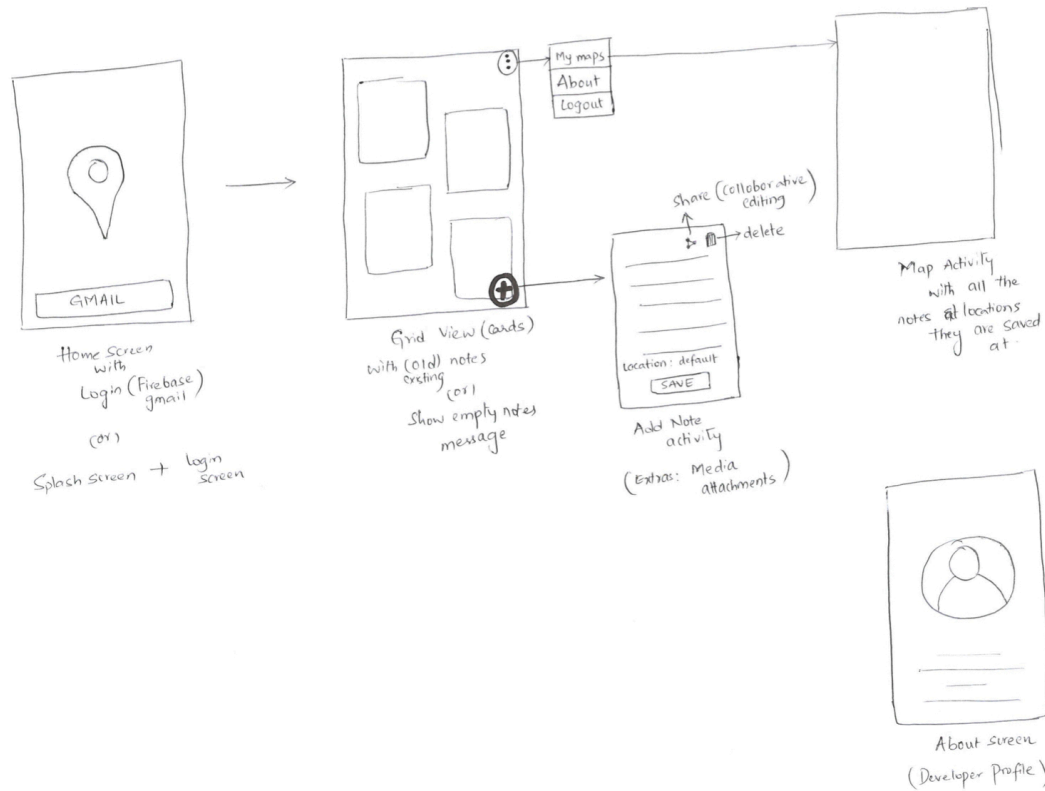 GMAIL
Home Screen
with
Login (Firebase
gmail)
(or)
Splash screen + login
screen
Grid View (cards)
with (old) notes
existing
(or)
Show empty notes
message
My maps
About
Logout
Share (collaborative
editing)
delete
Location: default
SAVE
Add Note
activity
(Extras: Media
attachments)
Map Activity
with all the
notes at locations
they are saved
at.
About screen
(Developer Profile)